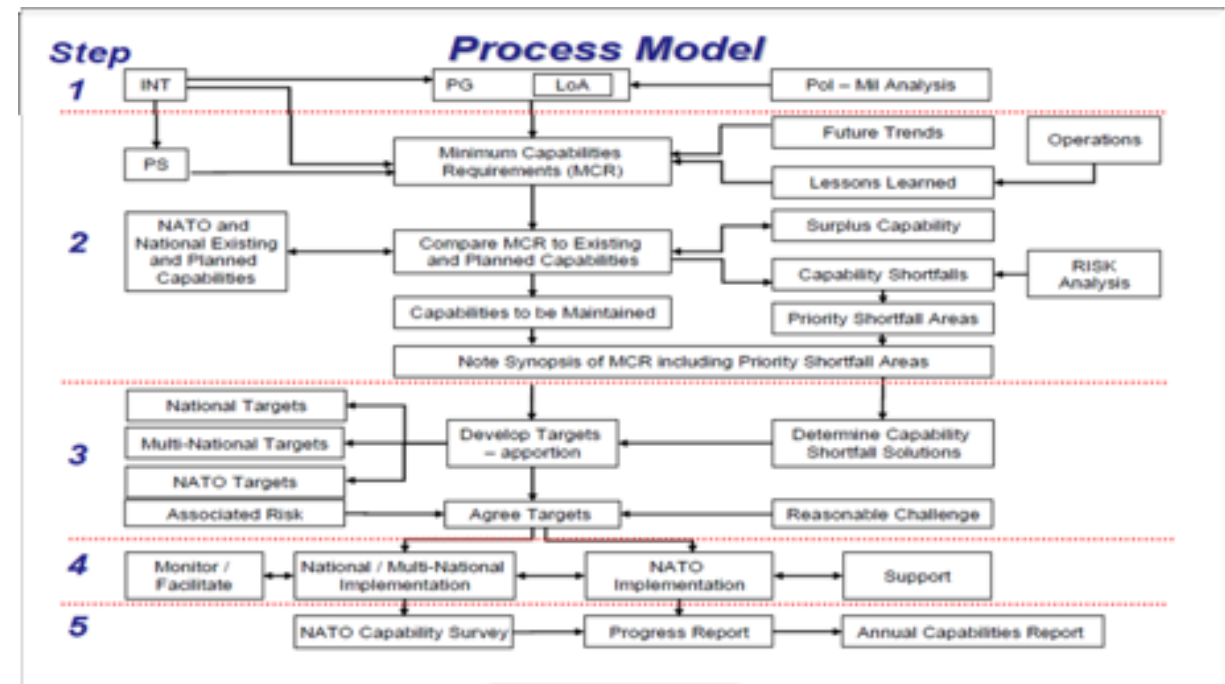 Step
Process Model
1
INT
PG
LoA
Pol – Mil Analysis
PS
Minimum Capabilities
Requirements (MCR)
Future Trends
Operations
Lessons Learned
2
NATO and
National Existing
and Planned
Capabilities
Compare MCR to Existing
and Planned Capabilities
Surplus Capability
Capability Shortfalls
RISK
Analysis
Capabilities to be Maintained
Priority Shortfall Areas
Note Synopsis of MCR including Priority Shortfall Areas
3
National Targets
Multi-National Targets
NATO Targets
Develop Targets
– apportion
Determine Capability
Shortfall Solutions
Associated Risk
Agree Targets
Reasonable Challenge
4
Monitor /
Facilitate
National / Multi-National
Implementation
NATO
Implementation
Support
5
NATO Capability Survey
Progress Report
Annual Capabilities Report